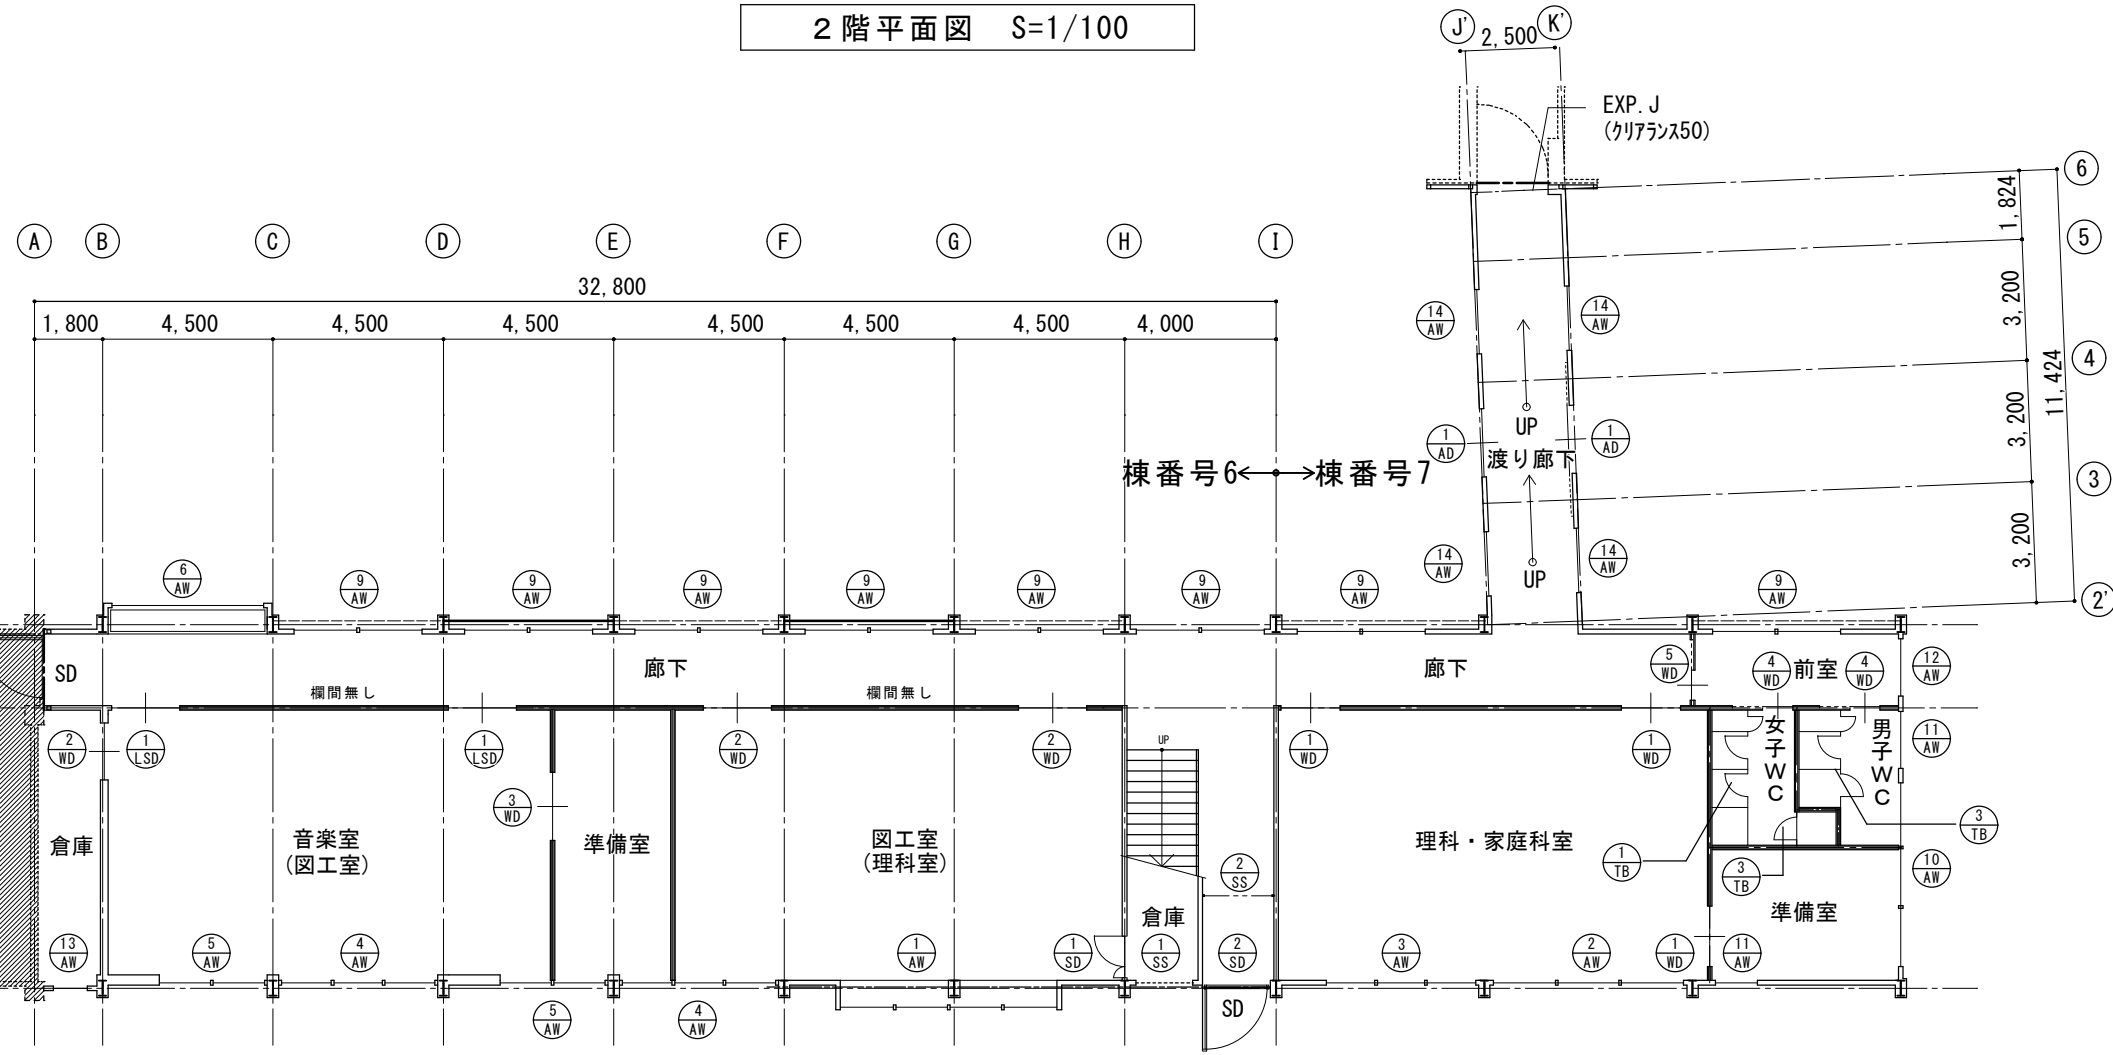 ２階平面図 S=1/100
J'
K'
2,500
EXP.J
(ｸﾘｱﾗﾝｽ50)
6
1,824
5
3,200
4
11,424
3,200
3
3,200
2'
A
B
C
D
E
F
G
H
I
32,800
1,800
4,500
4,500
4,500
4,500
4,500
4,500
4,000
14
AW
14
AW
UP
1
AD
1
AD
渡り廊下
棟番号6
棟番号7
14
AW
14
AW
UP
6
AW
9
AW
9
AW
9
AW
9
AW
9
AW
9
AW
9
AW
9
AW
SD
廊下
廊下
欄間無し
欄間無し
5
WD
4
WD
前室
4
WD
12
AW
2
WD
1
LSD
1
LSD
2
WD
2
WD
UP
1
WD
1
WD
女子ＷＣ
男子ＷＣ
11
AW
3
WD
倉庫
音楽室
(図工室)
準備室
図工室
(理科室)
理科・家庭科室
3
TB
1
TB
3
TB
2
SS
10
AW
倉庫
準備室
13
AW
5
AW
4
AW
1
AW
1
SD
1
SS
2
SD
3
AW
2
AW
1
WD
11
AW
5
AW
4
AW
SD